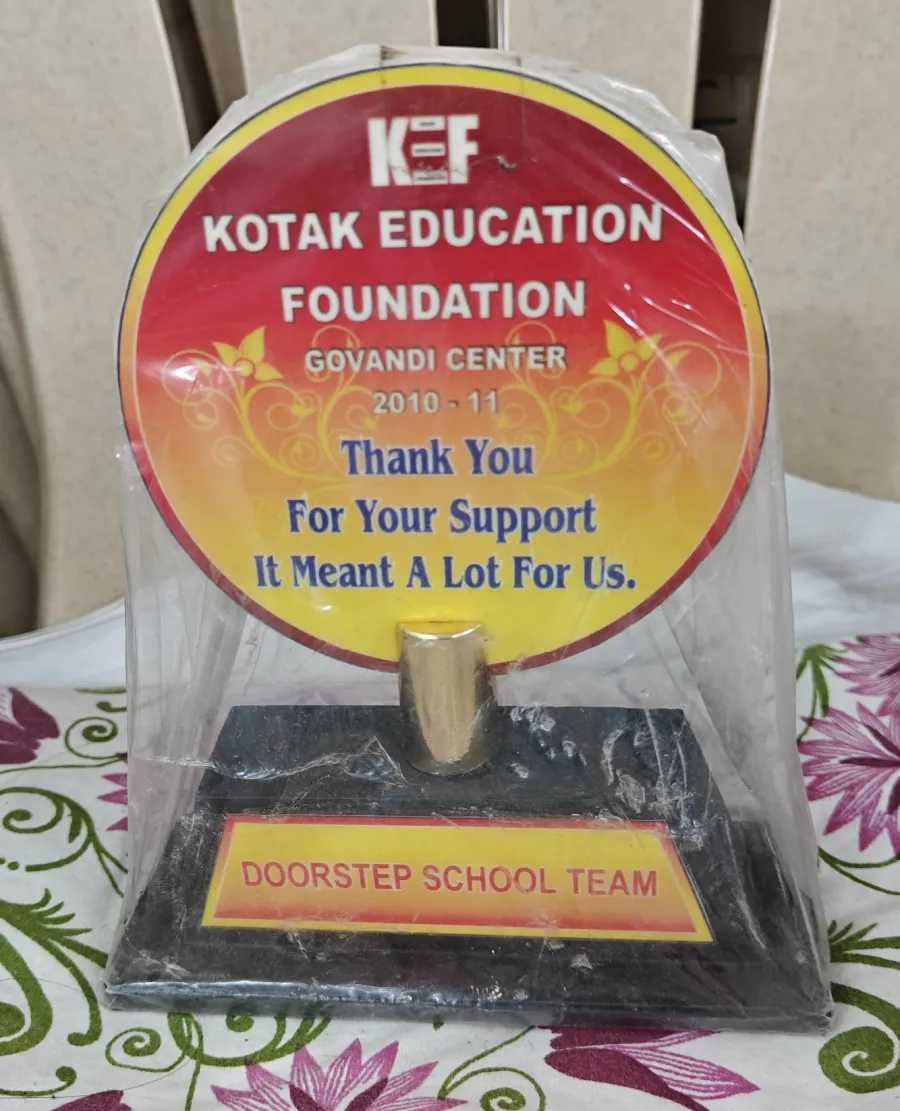 KEF
KOTAK EDUCATION
FOUNDATION
GOVANDI CENTER
2010 - 11
Thank You
For Your Support
It Meant A Lot For Us.
DOORSTEP SCHOOL TEAM